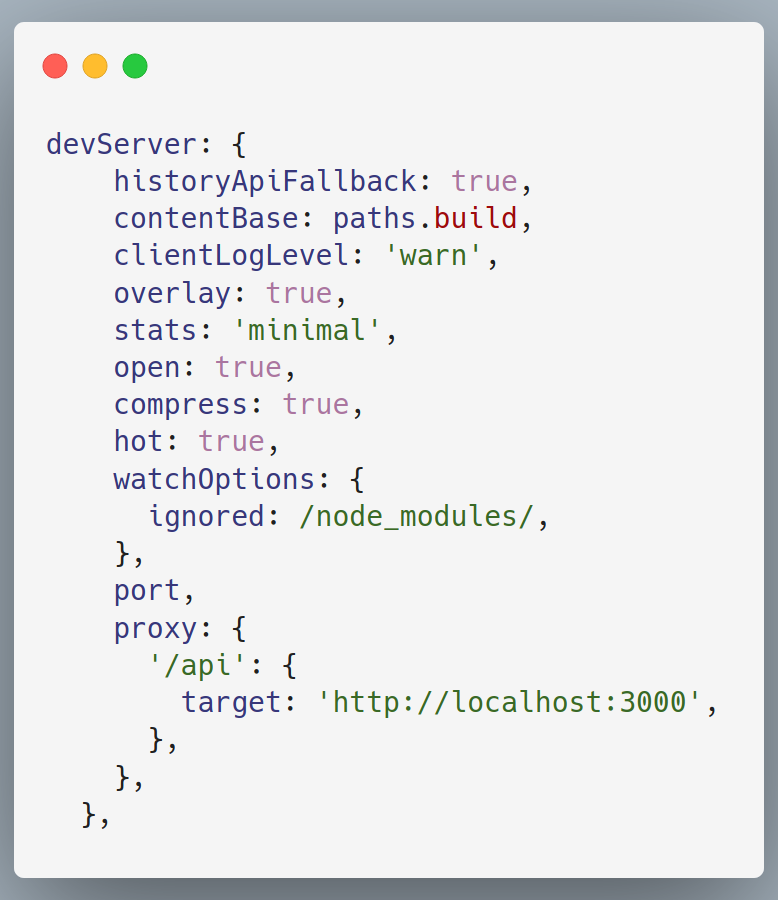 devServer: {
    historyApiFallback: true,
    contentBase: paths.build,
    clientLogLevel: 'warn',
    overlay: true,
    stats: 'minimal',
    open: true,
    compress: true,
    hot: true,
    watchOptions: {
      ignored: /node_modules/,
    },
    port,
    proxy: {
      '/api': {
        target: 'http://localhost:3000',
      },
    },
  },